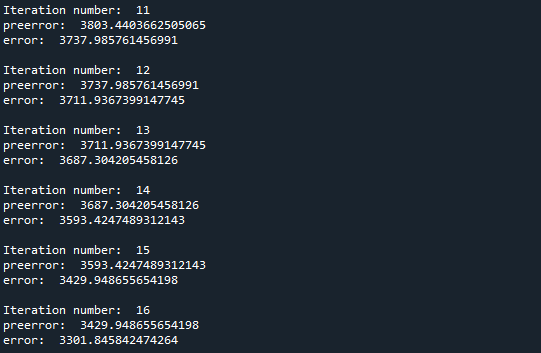 Iteration number:  11
preerror:  3803.4403662505065
error:  3737.985761456991
Iteration number:  12
preerror:  3737.985761456991
error:  3711.9367399147745
Iteration number:  13
preerror:  3711.9367399147745
error:  3687.304205458126
Iteration number:  14
preerror:  3687.304205458126
error:  3593.4247489312143
Iteration number:  15
preerror:  3593.4247489312143
error:  3429.948655654198
Iteration number:  16
preerror:  3429.948655654198
error:  3301.845842474264